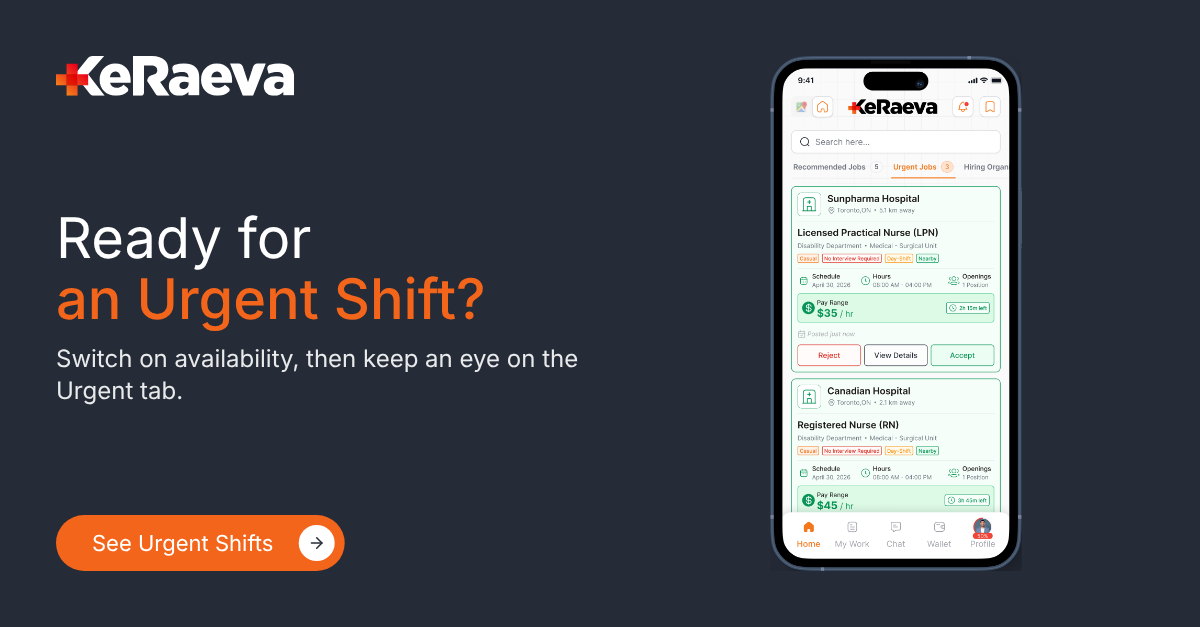 KeRaeva
Ready for
an Urgent Shift?
Switch on availability, then keep an eye on the
Urgent tab.
See Urgent Shifts
9:41
KeRaeva
Search here...
Recommended Jobs 5 Urgent Jobs 3 Hiring Organ
Sunpharma Hospital
Toronto,ON • 5.1 km away
Licensed Practical Nurse (LPN)
Disability Department • Medical - Surgical Unit
Casual No Interview Required Day-Shift Nearby
Schedule Hours Openings
April 30, 2026 08:00 AM - 04:00 PM 1 Position
Pay Range
$35 / hr 2h 15m left
Posted just now
Reject View Details Accept
Canadian Hospital
Toronto,ON • 2.1 km away
Registered Nurse (RN)
Disability Department • Medical - Surgical Unit
Casual No Interview Required Day-Shift Nearby
Schedule Hours Openings
April 30, 2026 08:00 AM - 04:00 PM 1 Position
Pay Range
$45 / hr 3h 45m left
Home My Work Chat Wallet Profile